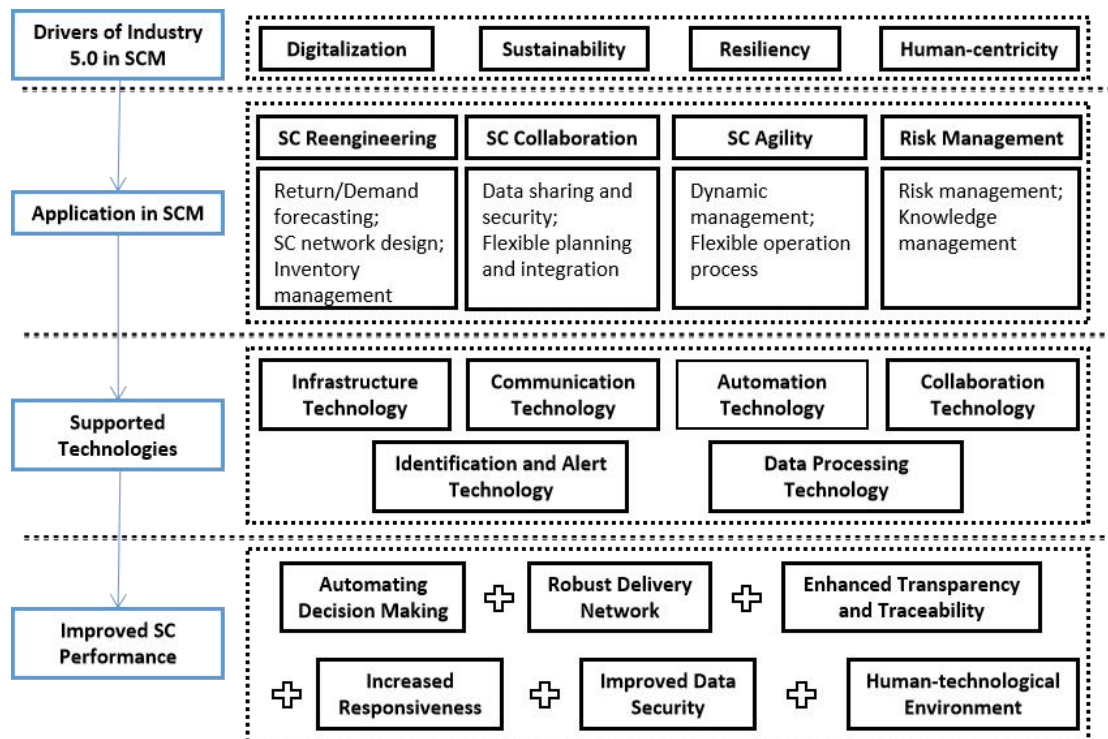 Drivers of Industry
5.0 in SCM
Digitalization
Sustainability
Resiliency
Human-centricity
Application in SCM
SC Reengineering
Return/Demand
forecasting;
SC network design;
Inventory
management
SC Collaboration
Data sharing and
security;
Flexible planning
and integration
SC Agility
Dynamic
management;
Flexible operation
process
Risk Management
Risk management;
Knowledge
management
Supported
Technologies
Infrastructure
Technology
Communication
Technology
Automation
Technology
Collaboration
Technology
Identification and Alert
Technology
Data Processing
Technology
Improved SC
Performance
Automating
Decision Making
Robust Delivery
Network
Enhanced Transparency
and Traceability
Increased
Responsiveness
Improved Data
Security
Human-technological
Environment